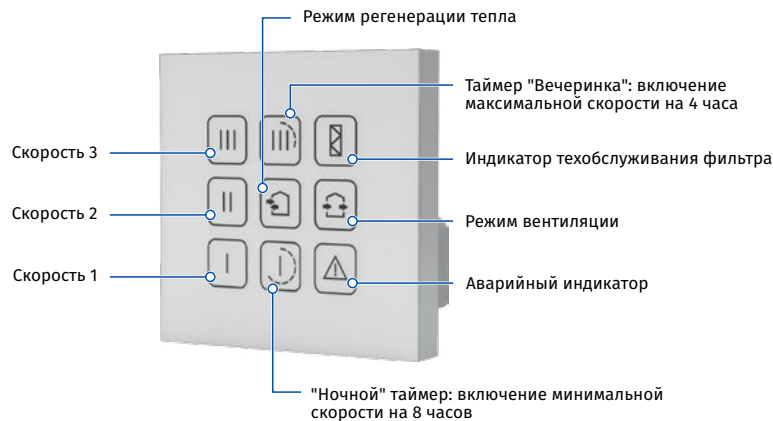 Режим регенерации тепла
Таймер "Вечеринка": включение
максимальной скорости на 4 часа
Скорость 3
Индикатор техобслуживания фильтра
Скорость 2
Режим вентиляции
Скорость 1
Аварийный индикатор
"Ночной" таймер: включение минимальной
скорости на 8 часов